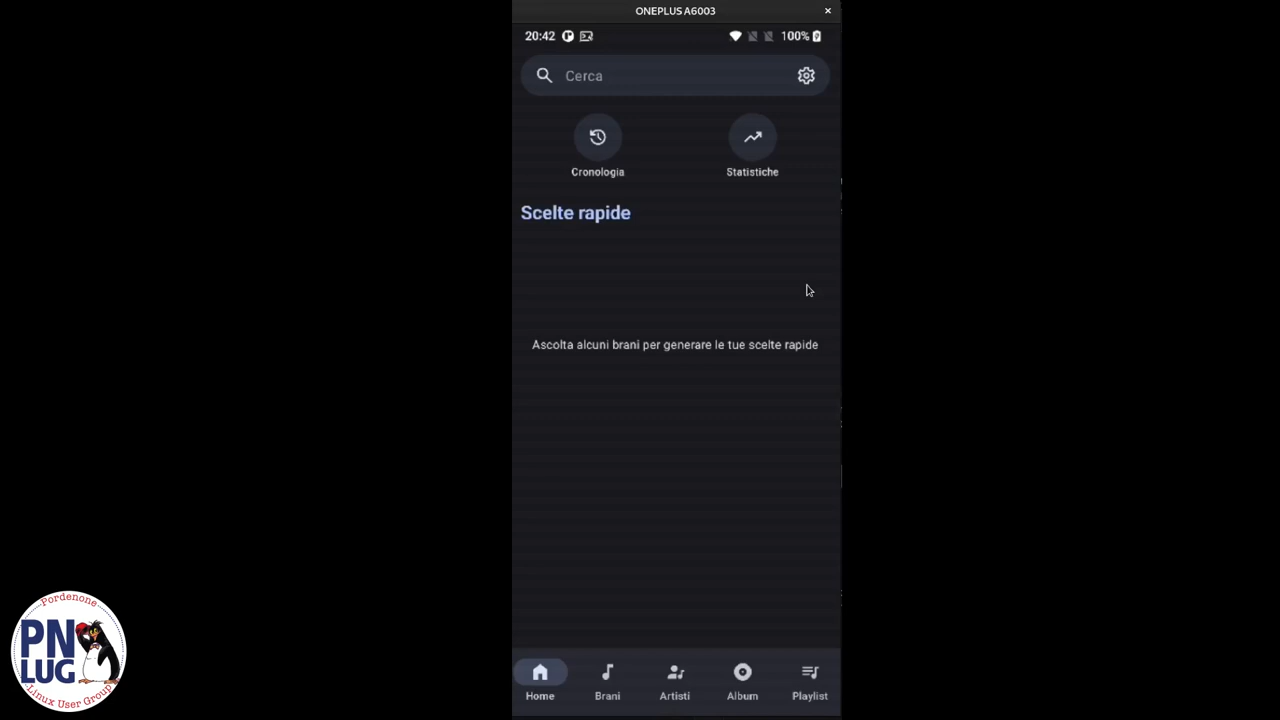 ONEPLUS A6003
×
20:42
100%
Cerca
Cronologia
Statistiche
Scelte rapide
Ascolta alcuni brani per generare le tue scelte rapide
Home
Brani
Artisti
Album
Playlist
Pordenone
PN
LUG
Linux User Group